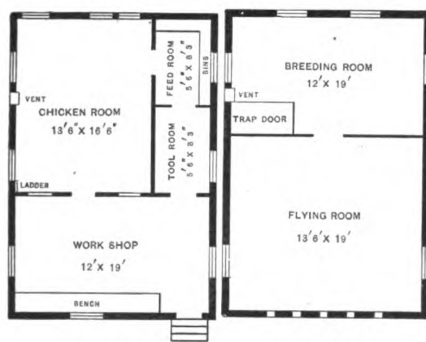 VENT
CHICKEN ROOM
13'6" X 16'6"
LADDER
FEED ROOM
5'6" X 8'3"
BINS
TOOL ROOM
5'6" X 8'3"
WORK SHOP
12' X 19'
BENCH
BREEDING ROOM
12' X 19'
VENT
TRAP DOOR
FLYING ROOM
13'6' X 19'